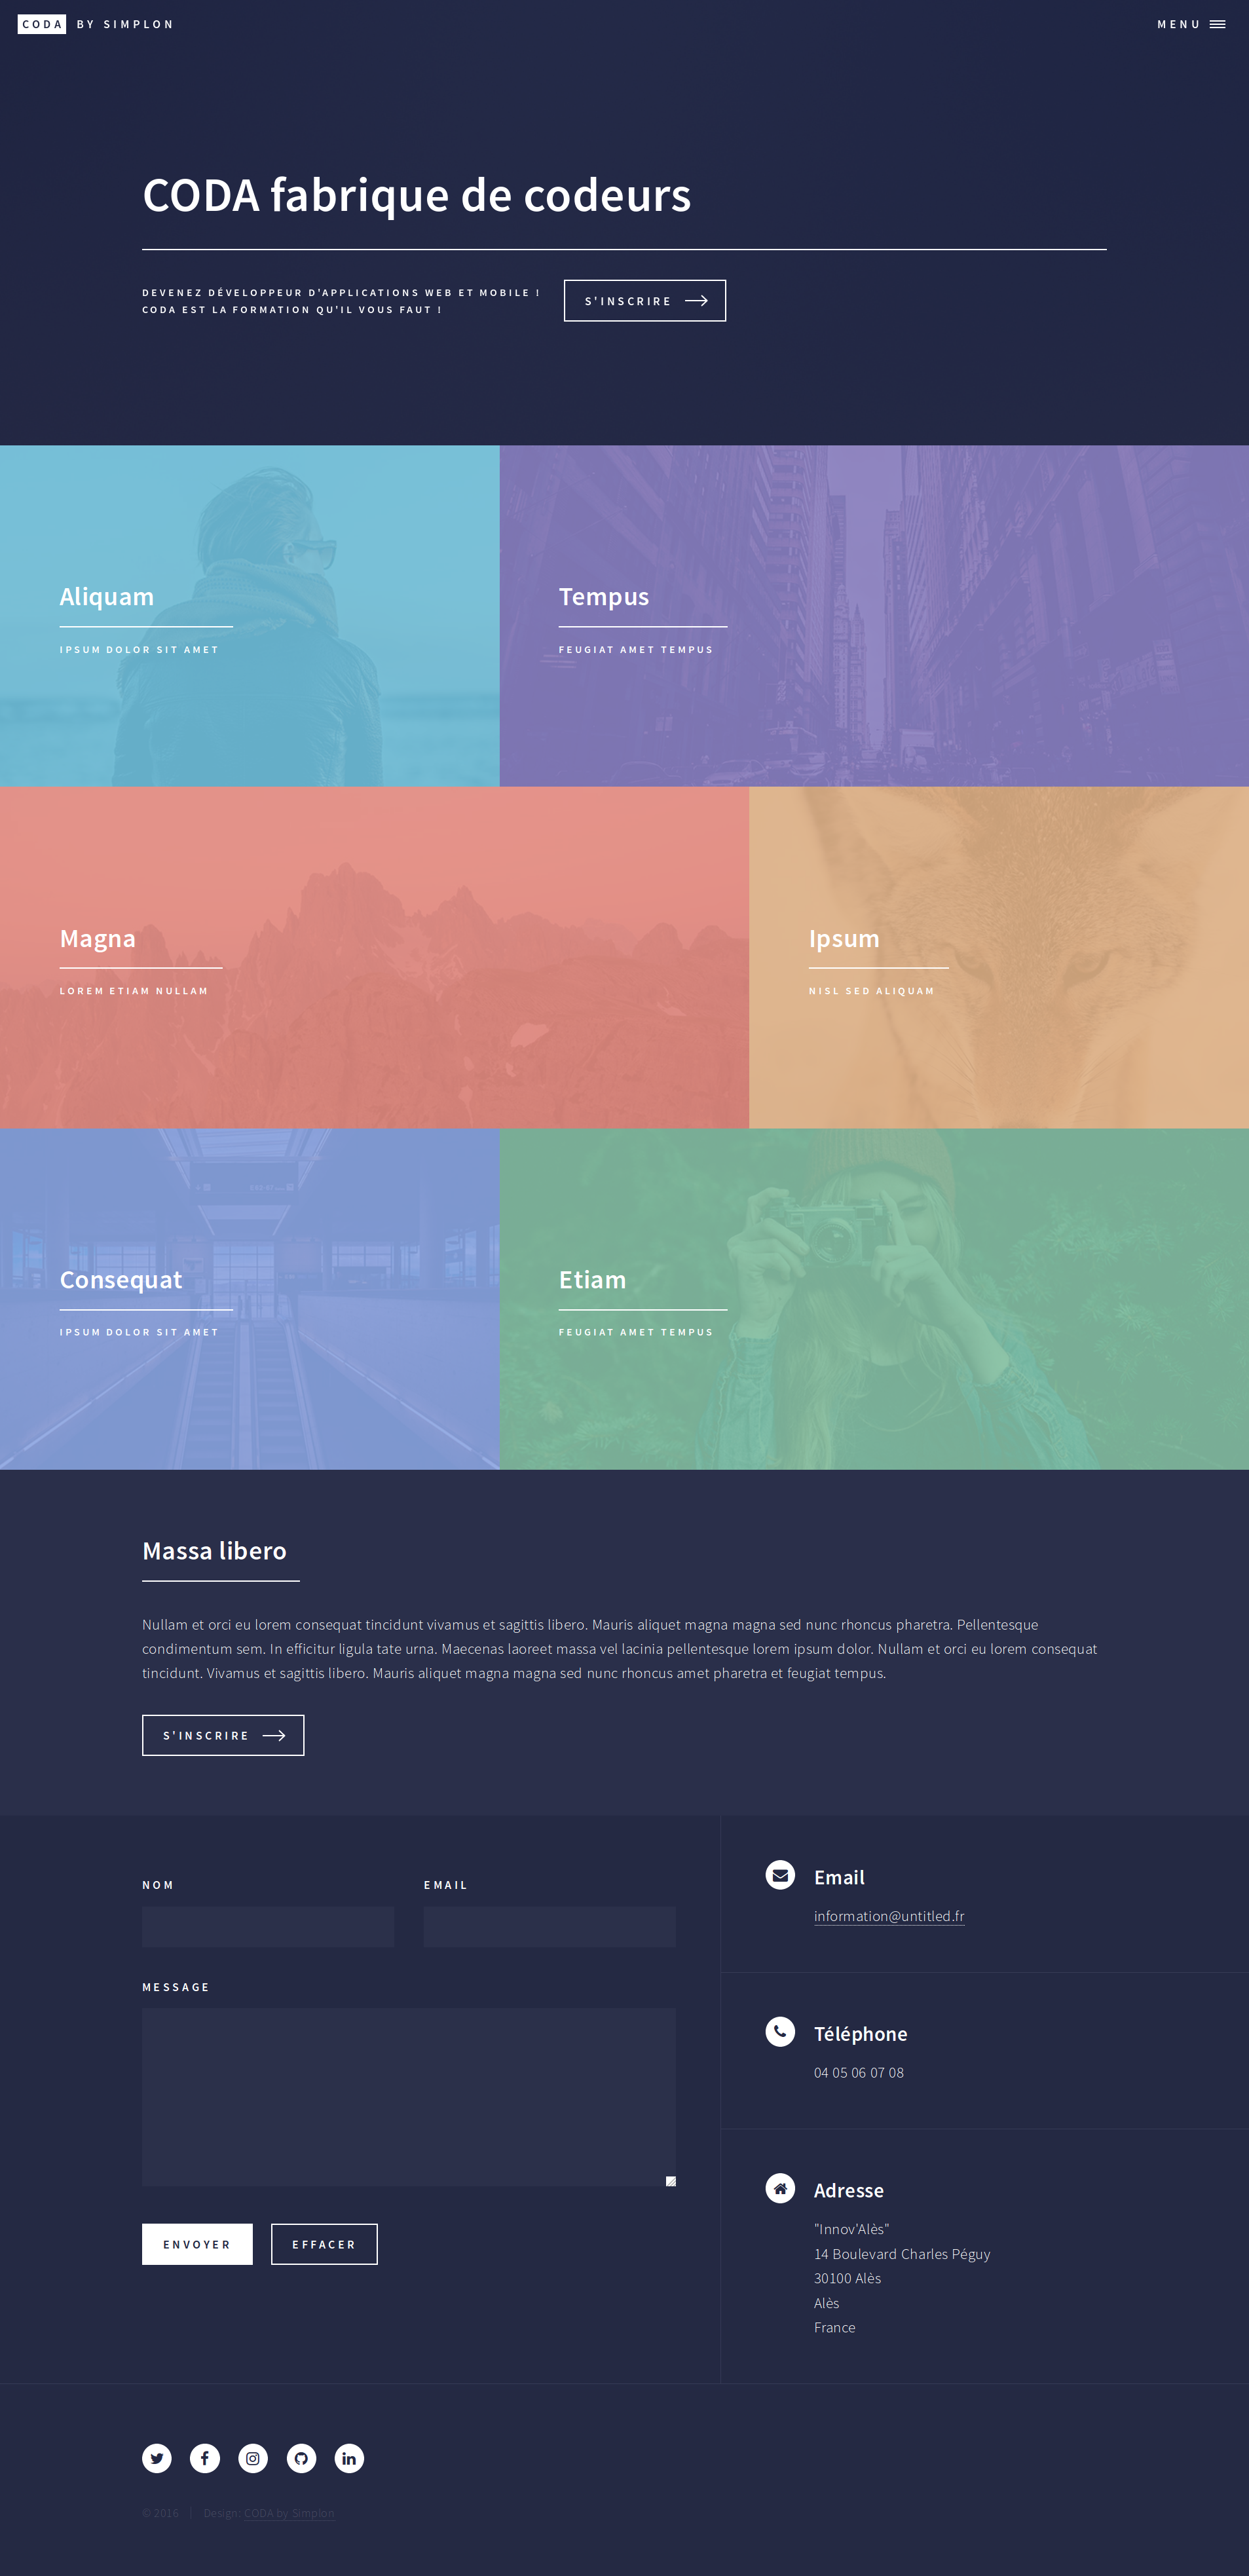 CODA BY SIMPLON
MENU
CODA fabrique de codeurs
DEVENEZ DÉVELOPPEUR D'APPLICATIONS WEB ET MOBILE !
CODA EST LA FORMATION QU'IL VOUS FAUT !
S'INSCRIRE
Aliquam
IPSUM DOLOR SIT AMET
Tempus
FEUGIAT AMET TEMPUS
Magna
LOREM ETIAM NULLAM
Ipsum
NISL SED ALIQUAM
Consequat
IPSUM DOLOR SIT AMET
Etiam
FEUGIAT AMET TEMPUS
Massa libero
Nullam et orci eu lorem consequat tincidunt vivamus et sagittis libero. Mauris aliquet magna magna sed nunc rhoncus pharetra. Pellentesque
condimentum sem. In efficitur ligula tate urna. Maecenas laoreet massa vel lacinia pellentesque lorem ipsum dolor. Nullam et orci eu lorem consequat
tincidunt. Vivamus et sagittis libero. Mauris aliquet magna magna sed nunc rhoncus amet pharetra et feugiat tempus.
S'INSCRIRE
NOM
EMAIL
MESSAGE
ENVOYER
EFFACER
Email
information@untitled.fr
Téléphone
04 05 06 07 08
Adresse
"Innov'Alès"
14 Boulevard Charles Péguy
30100 Alès
Alès
France
© 2016
Design: CODA by Simplon